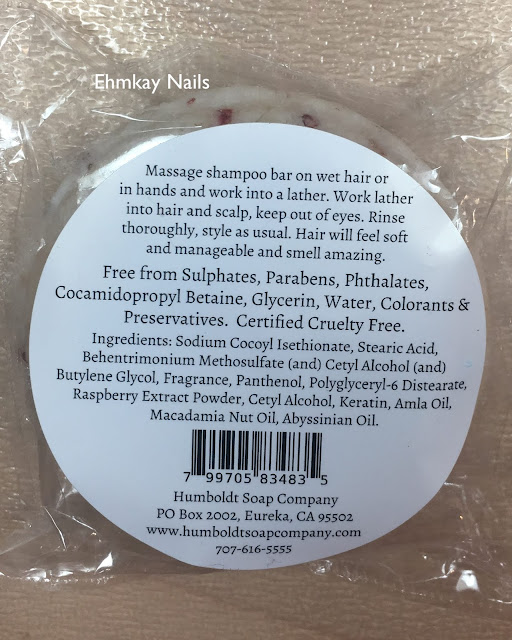 Ehmkay Nails
Massage shampoo bar on wet hair or
in hands and work into a lather. Work lather
into hair and scalp, keep out of eyes. Rinse
thoroughly, style as usual. Hair will feel soft
and manageable and smell amazing.
Free from Sulphates, Parabens, Phthalates,
Cocamidopropyl Betaine, Glycerin, Water, Colorants &
Preservatives. Certified Cruelty Free.
Ingredients: Sodium Cocoyl Isethionate, Stearic Acid,
Behentrimonium Methosulfate (and) Cetyl Alcohol (and)
Butylene Glycol, Fragrance, Panthenol, Polyglyceryl-6 Distearate,
Raspberry Extract Powder, Cetyl Alcohol, Keratin, Amla Oil,
Macadamia Nut Oil, Abyssinian Oil.
7 99705 83483 5
Humboldt Soap Company
PO Box 2002, Eureka, CA 95502
www.humboldtsoapcompany.com
707-616-5555